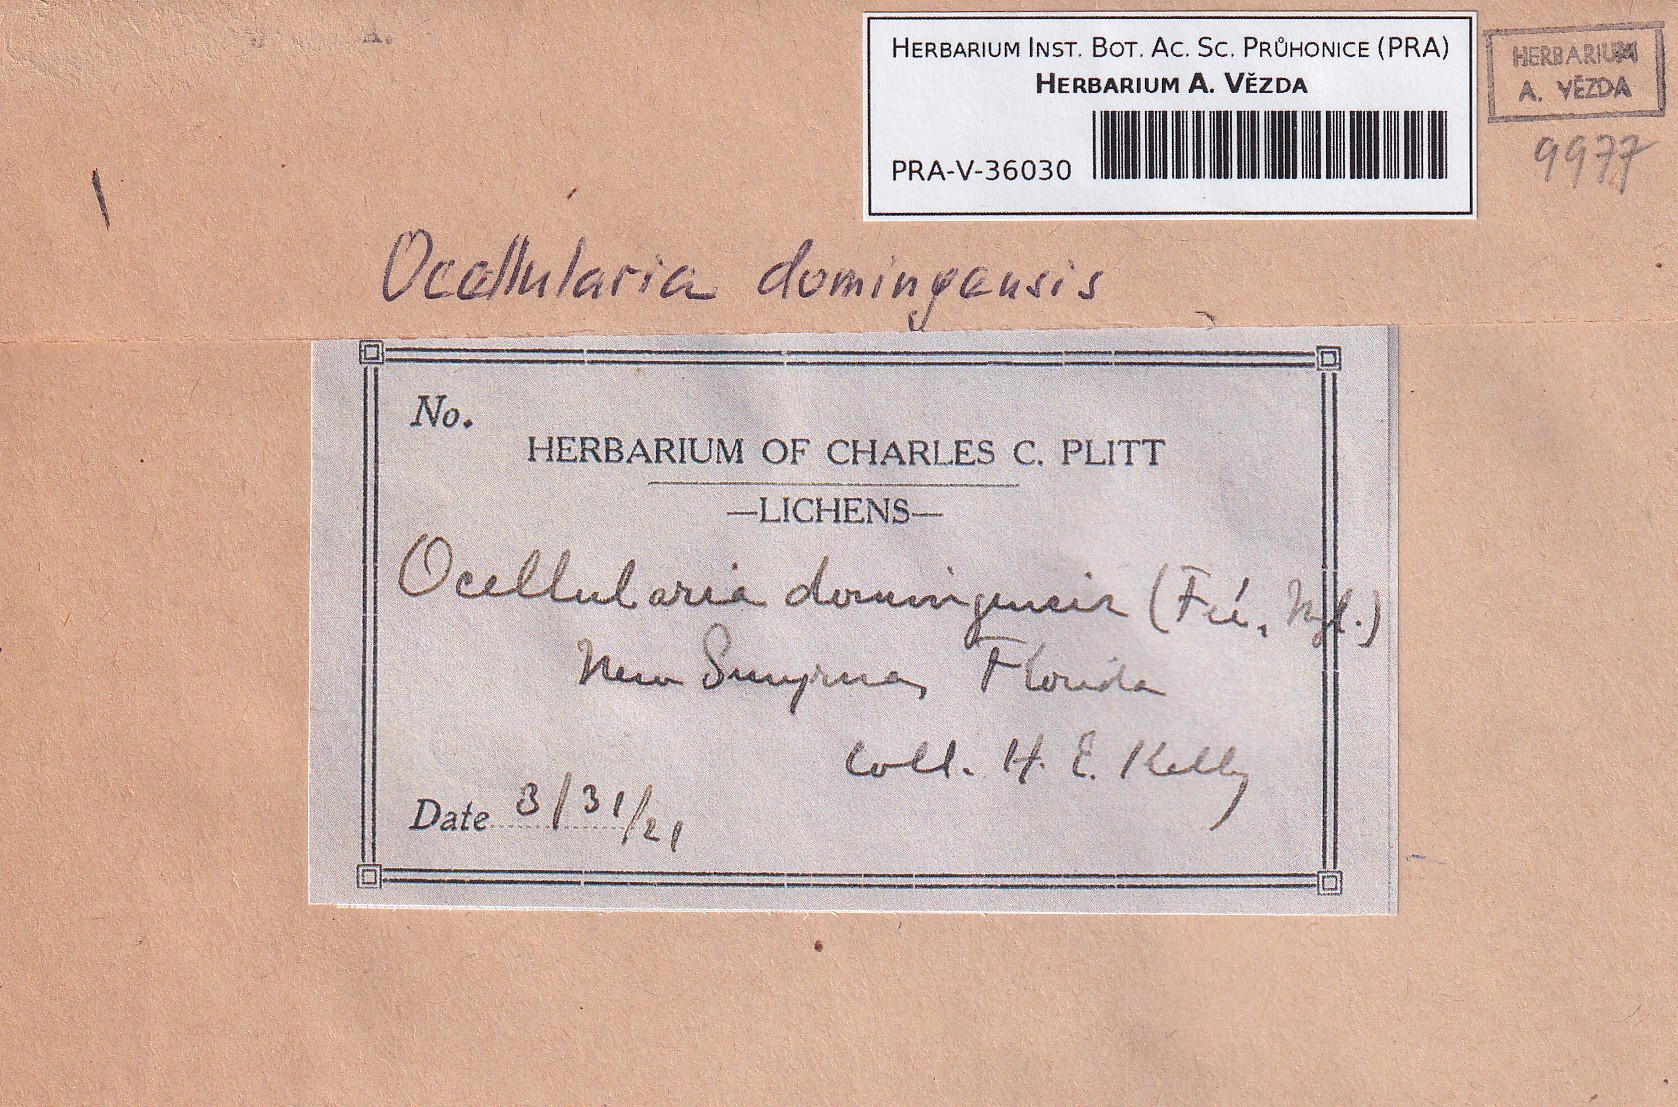 HERBARIUM INST. BOT. AC. SC. PRŮHONICE (PRA)
HERBARIUM A. VĚZDA
PRA-V-36030
HERBARIUM
A. VĚZDA
9977
Ocellularia domingensis
No.
HERBARIUM OF CHARLES C. PLITT
—LICHENS—
Ocellularia domingensis (Fée, Nyl.)
New Smyrna, Florida
Coll. H. E. Kelly
Date 3/31/21